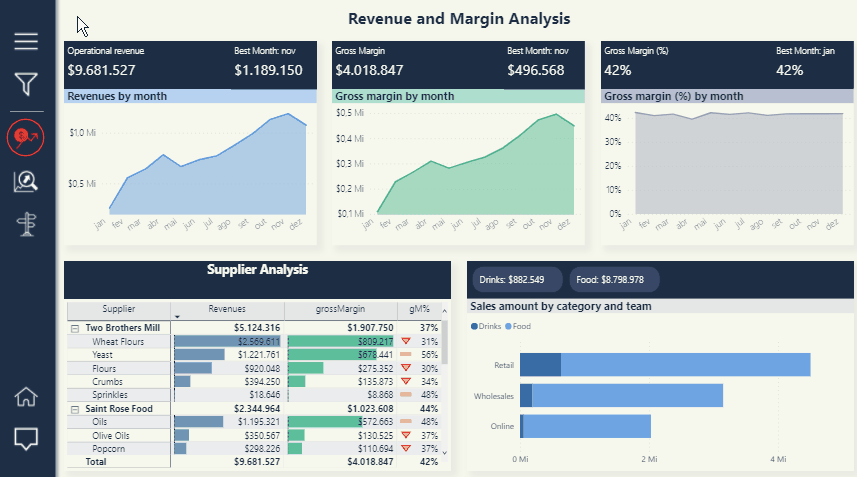 Revenue and Margin Analysis
Operational revenue Best Month: nov
$9.681.527 $1.189.150
Revenues by month
$1,0 Mi
$0,5 Mi
jan fev mar abr mai jun jul ago set out nov dez
Gross Margin Best Month: nov
$4.018.847 $496.568
Gross margin by month
$0,5 Mi
$0,4 Mi
$0,3 Mi
$0,2 Mi
$0,1 Mi
jan fev mar abr mai jun jul ago set out nov dez
Gross Margin (%) Best Month: jan
42% 42%
Gross margin (%) by month
40%
30%
20%
10%
0%
jan fev mar abr mai jun jul ago set out nov dez
Supplier Analysis
Supplier Revenues grossMargin gM%
Two Brothers Mill $5.124.316 $1.907.750 37%
Wheat Flours $2.569.611 $809.217 31%
Yeast $1.221.761 $678.441 56%
Flours $920.048 $275.352 30%
Crumbs $394.250 $135.873 34%
Sprinkles $18.646 $8.868 48%
Saint Rose Food $2.344.964 $1.023.608 44%
Oils $1.195.321 $572.663 48%
Olive Oils $350.567 $130.525 37%
Popcorn $298.226 $110.694 37%
Total $9.681.527 $4.018.847 42%
Drinks: $882.549 Food: $8.798.978
Sales amount by category and team
Drinks Food
Retail
Wholesales
Online
0 Mi 2 Mi 4 Mi